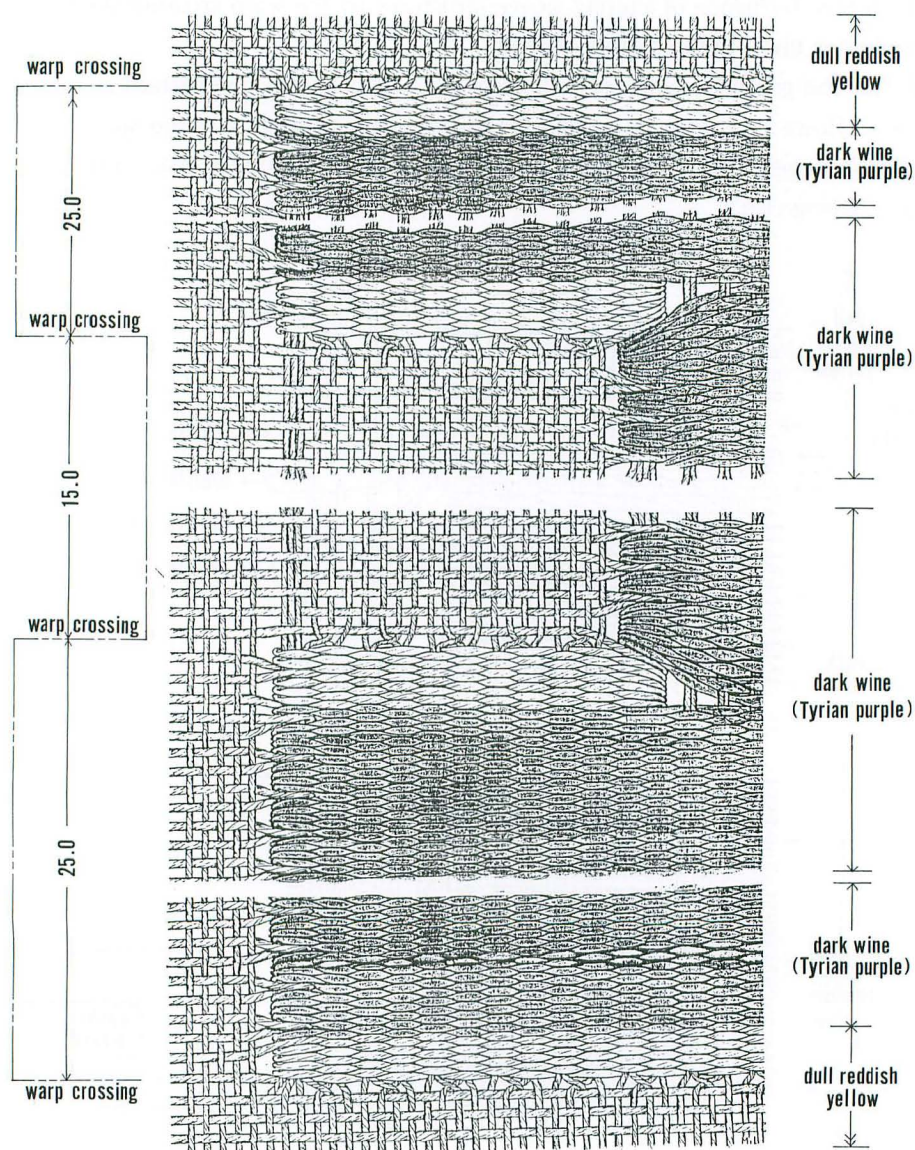 warp crossing
25.0
warp crossing
15.0
warp crossing
25.0
warp crossing
dull reddish
yellow
dark wine
(Tyrian purple)
dark wine
(Tyrian purple)
dark wine
(Tyrian purple)
dark wine
(Tyrian purple)
dull reddish
yellow